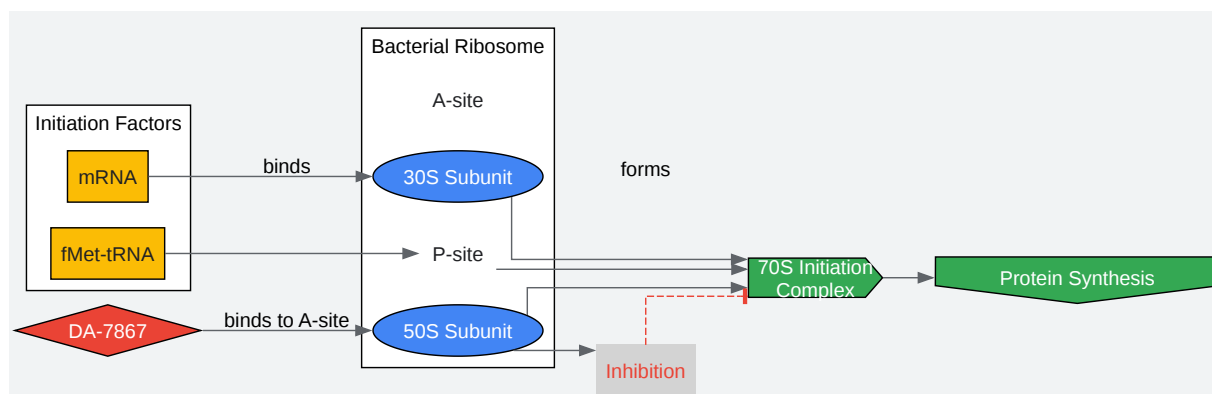 Bacterial Ribosome
A-site
Initiation Factors
mRNA
binds
30S Subunit
forms
fMet-tRNA
P-site
70S Initiation
Complex
Protein Synthesis
DA-7867
binds to A-site
50S Subunit
Inhibition